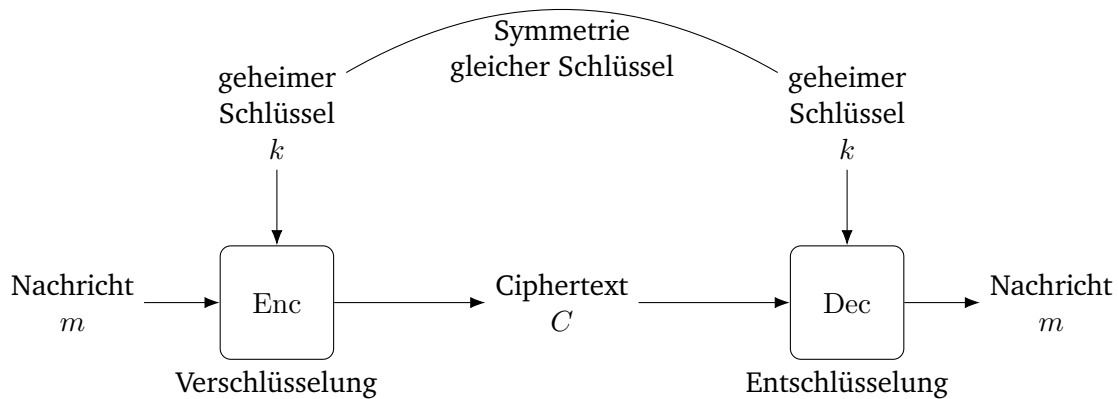 Symmetrie
gleicher Schlüssel
geheimer
Schlüssel
k
geheimer
Schlüssel
k
Nachricht
m
Enc
Verschlüsselung
Ciphertext
C
Dec
Entschlüsselung
Nachricht
m